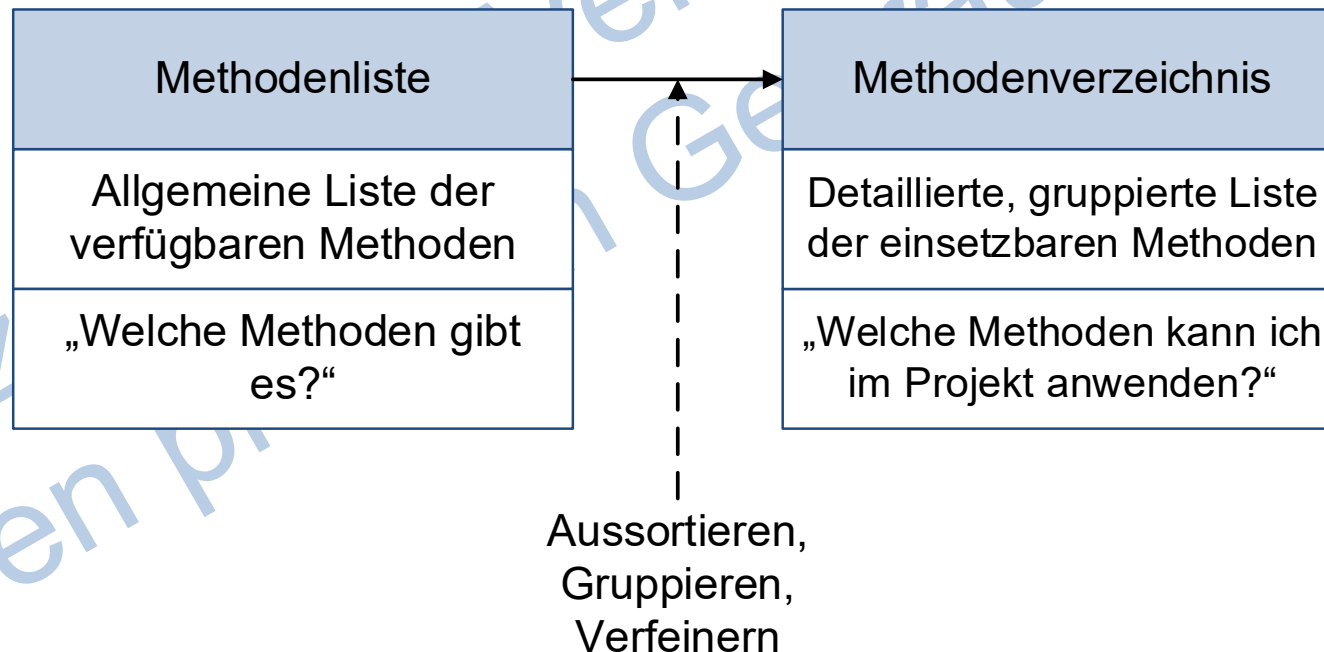 Methodenliste
Allgemeine Liste der
verfügbaren Methoden
„Welche Methoden gibt
es?“
Methodenverzeichnis
Detaillierte, gruppierte Liste
der einsetzbaren Methoden
„Welche Methoden kann ich
im Projekt anwenden?“
Aussortieren,
Gruppieren,
Verfeinern